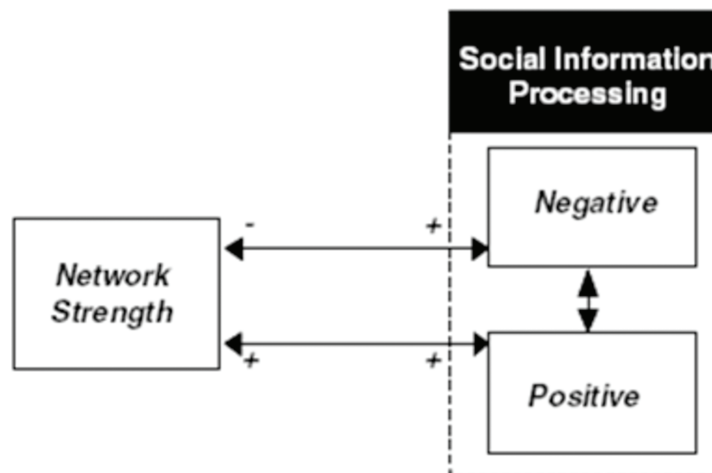 Social Information
Processing
Negative
- +
Network
Strength
+ +
Positive